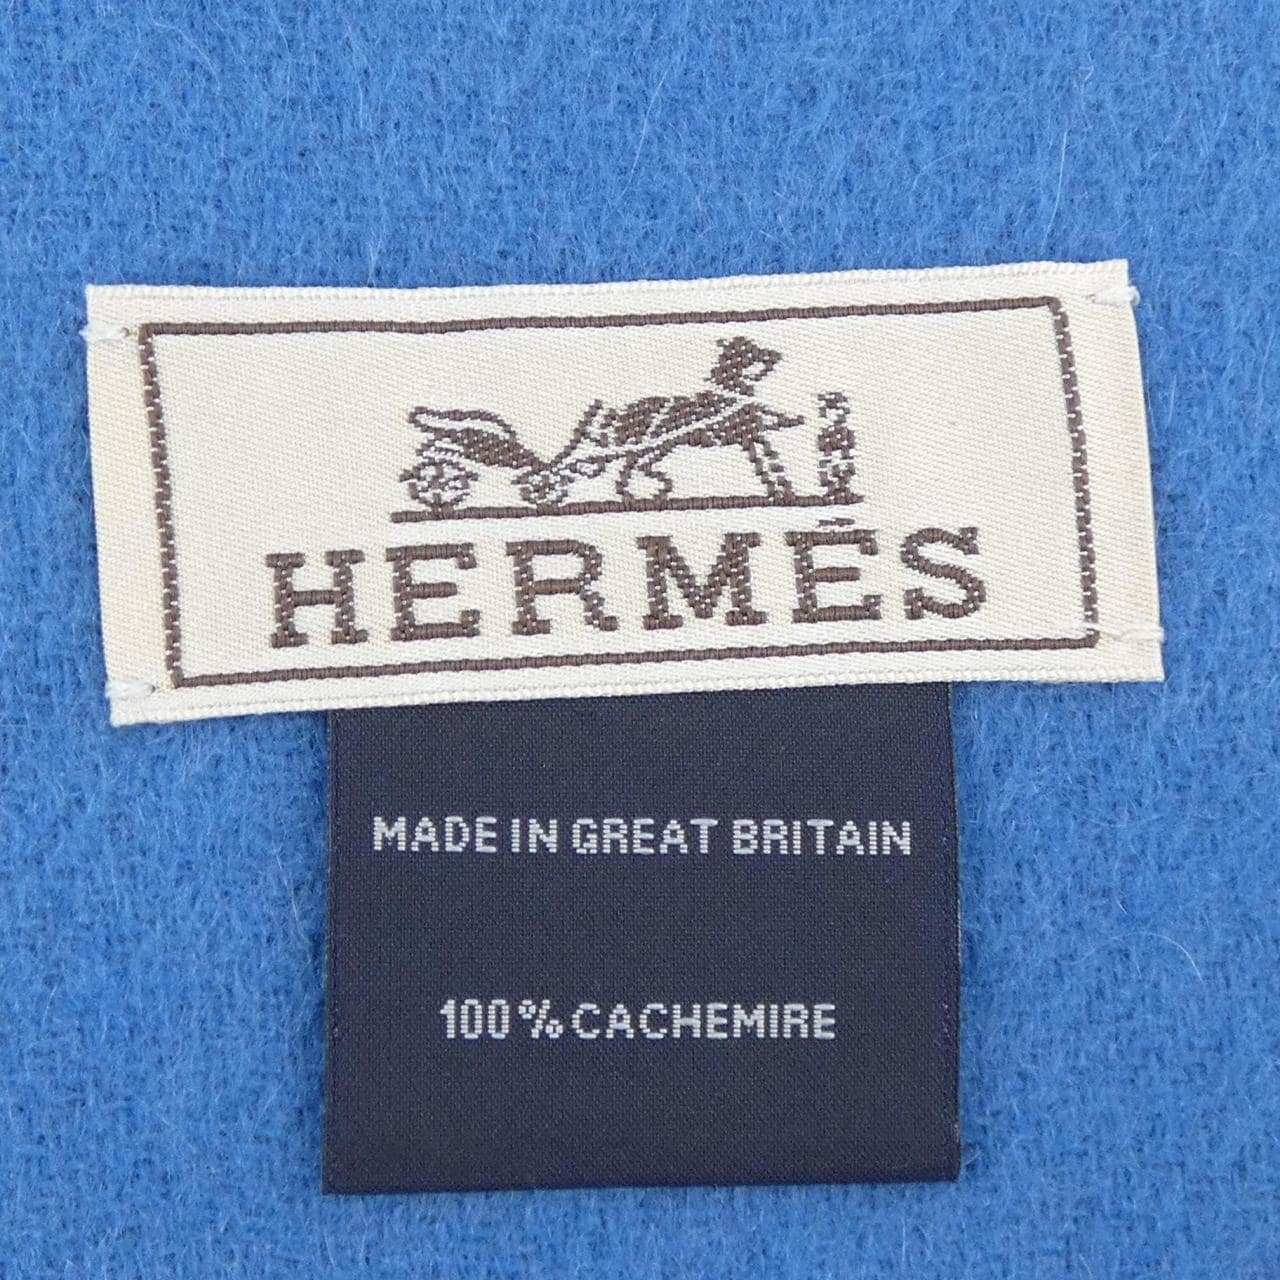 HERMÈS
MADE IN GREAT BRITAIN
100% CACHEMIRE